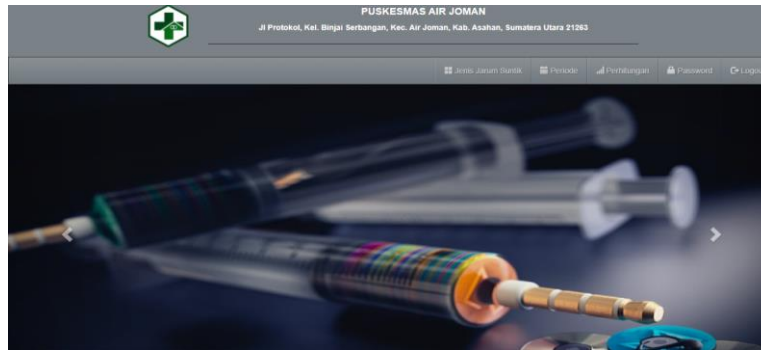 PUSKESMAS AIR JOMAN
Jl Protokol, Kel. Binjai Serbangan, Kec. Air Joman, Kab. Asahan, Sumatera Utara 21263
Jenis Jarum Suntik Periode Perhitungan Password Logou